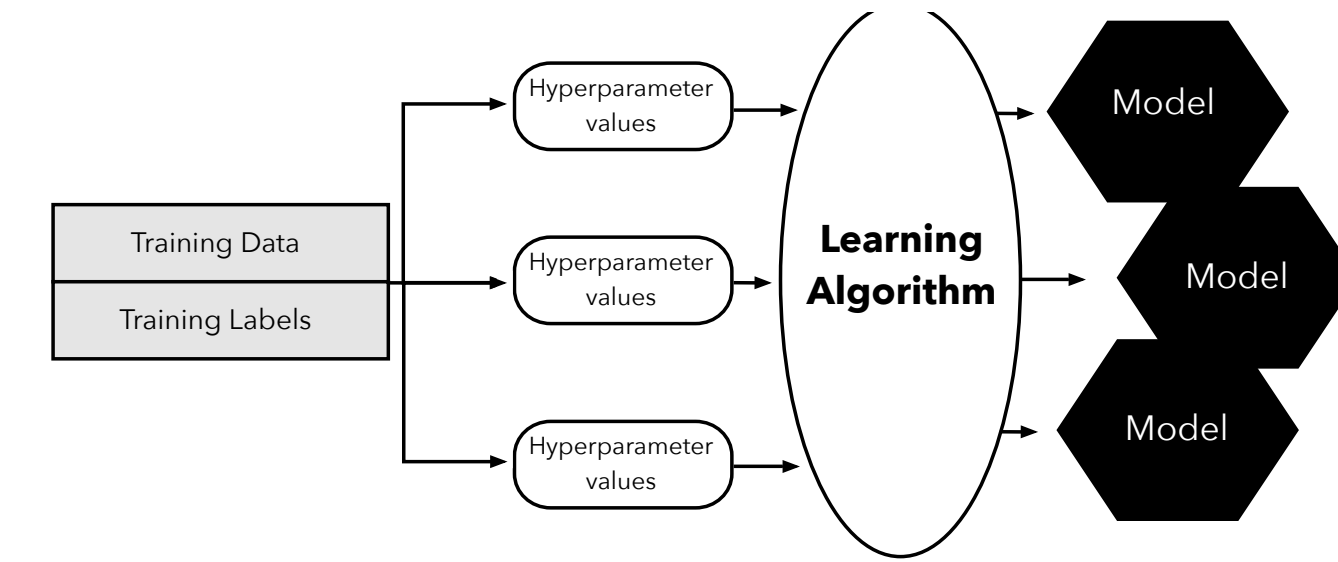 Training Data
Training Labels
Hyperparameter
values
Hyperparameter
values
Hyperparameter
values
Learning
Algorithm
Model
Model
Model